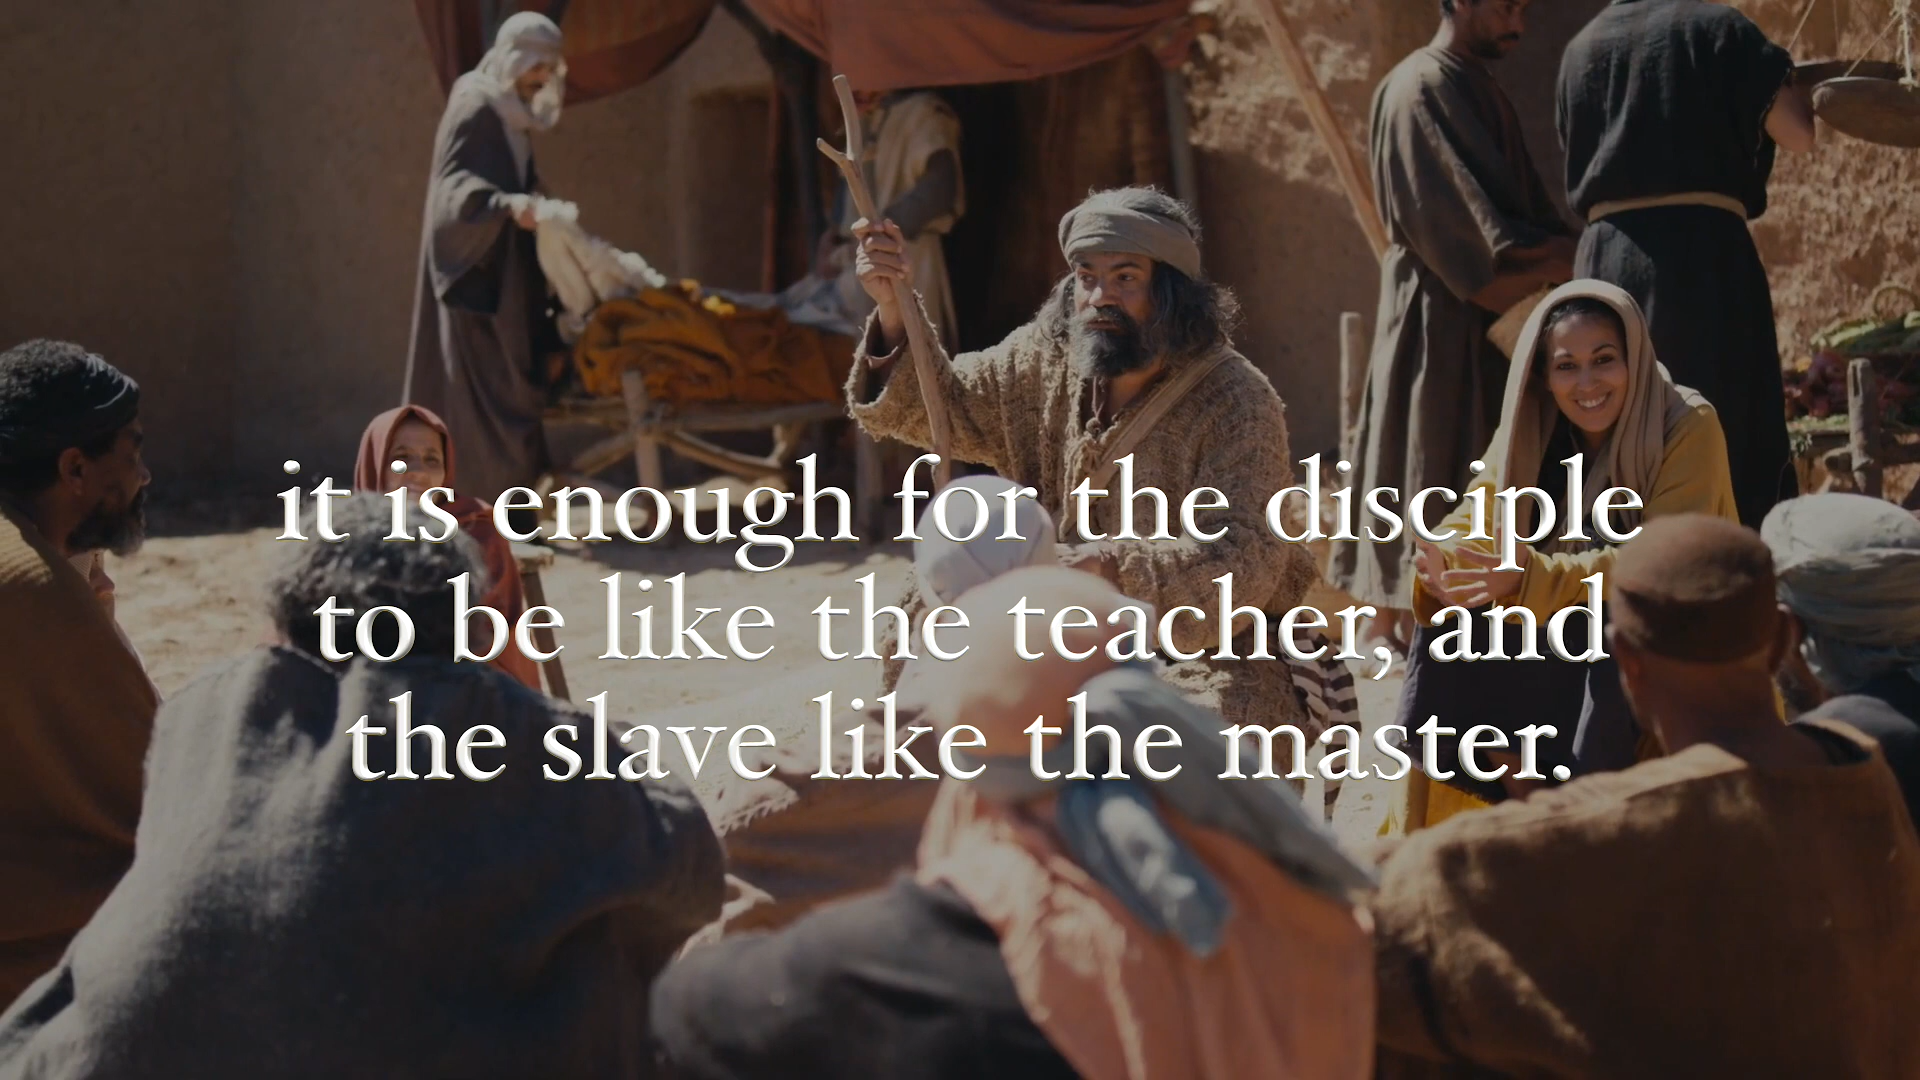 it is enough for the disciple
to be like the teacher, and
the slave like the master.